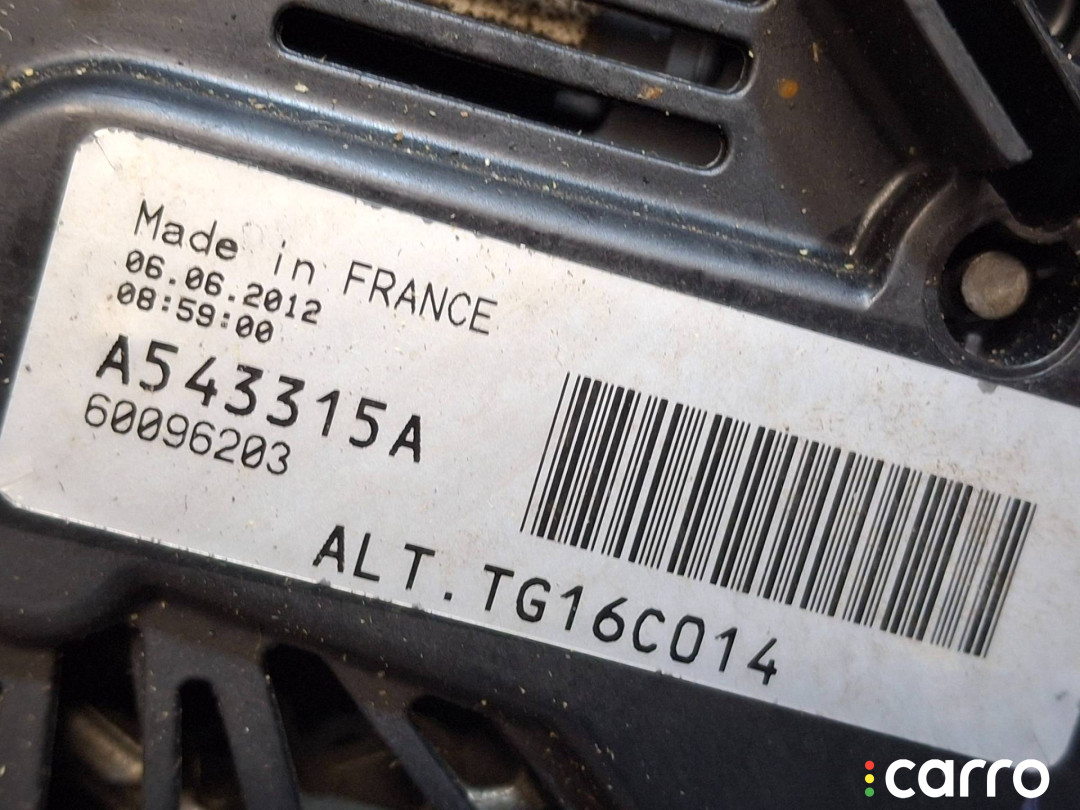 Made in FRANCE
06.06.2012
08:59:00
A543315A
60096203
ALT.TG16C014
carro